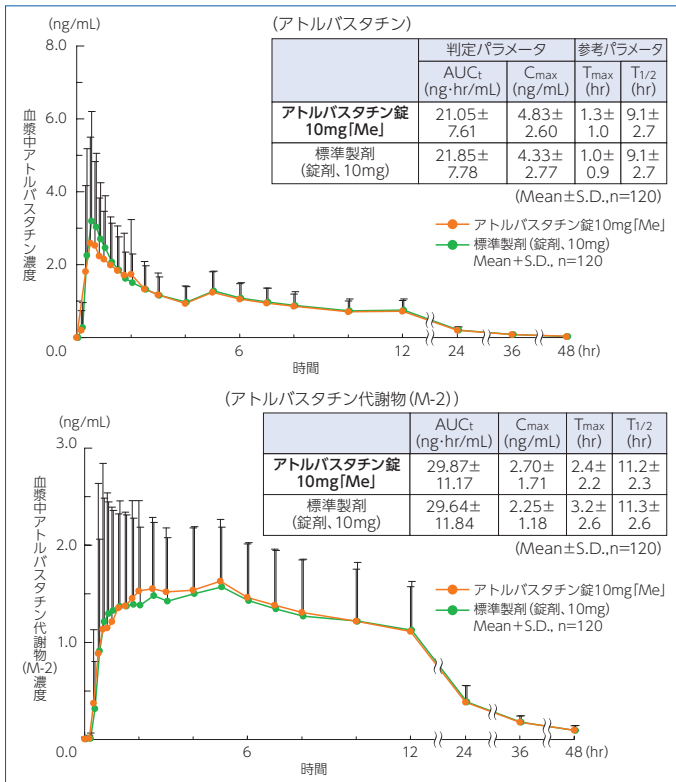 (ng/mL)
8.0
6.0
4.0
2.0
0.0
血漿中アトルバスタチン濃度
(アトルバスタチン)
判定パラメータ 参考パラメータ
AUCt (ng·hr/mL) Cmax (ng/mL) Tmax (hr) T1/2 (hr)
アトルバスタチン錠10mg「Me」 21.05±7.61 4.83±2.60 1.3±1.0 9.1±2.7
標準製剤(錠剤、10mg) 21.85±7.78 4.33±2.77 1.0±0.9 9.1±2.7
(Mean±S.D.,n=120)
アトルバスタチン錠10mg「Me」
標準製剤(錠剤、10mg)
Mean+S.D., n=120
6 12 24 36 48 (hr)
時間
(アトルバスタチン代謝物(M-2))
(ng/mL)
3.0
2.0
1.0
0.0
血漿中アトルバスタチン代謝物(M-2)濃度
AUCt (ng·hr/mL) Cmax (ng/mL) Tmax (hr) T1/2 (hr)
アトルバスタチン錠10mg「Me」 29.87±11.17 2.70±1.71 2.4±2.2 11.2±2.3
標準製剤(錠剤、10mg) 29.64±11.84 2.25±1.18 3.2±2.6 11.3±2.6
(Mean±S.D.,n=120)
アトルバスタチン錠10mg「Me」
標準製剤(錠剤、10mg)
Mean+S.D., n=120
6 12 24 36 48 (hr)
時間